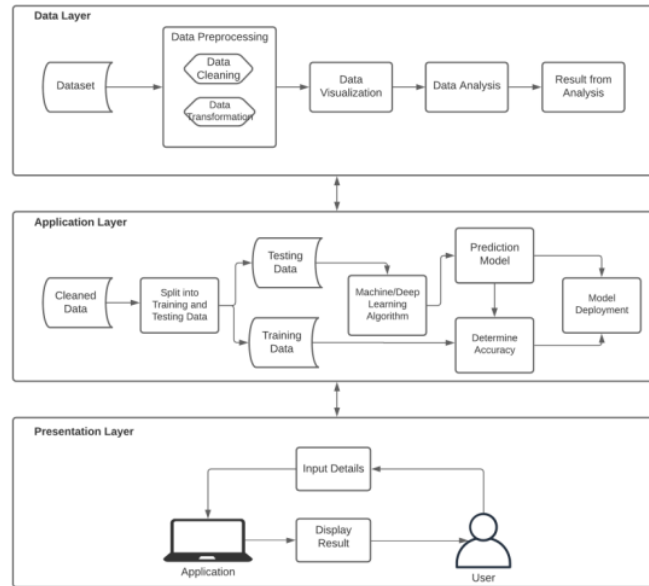 Data Layer
Data Preprocessing
Dataset
Data
Cleaning
Data
Transformation
Data
Visualization
Data Analysis
Result from
Analysis
Application Layer
Cleaned
Data
Split into
Training and
Testing Data
Testing
Data
Training
Data
Machine/Deep
Learning
Algorithm
Prediction
Model
Determine
Accuracy
Model
Deployment
Presentation Layer
Input Details
Application
Display
Result
User